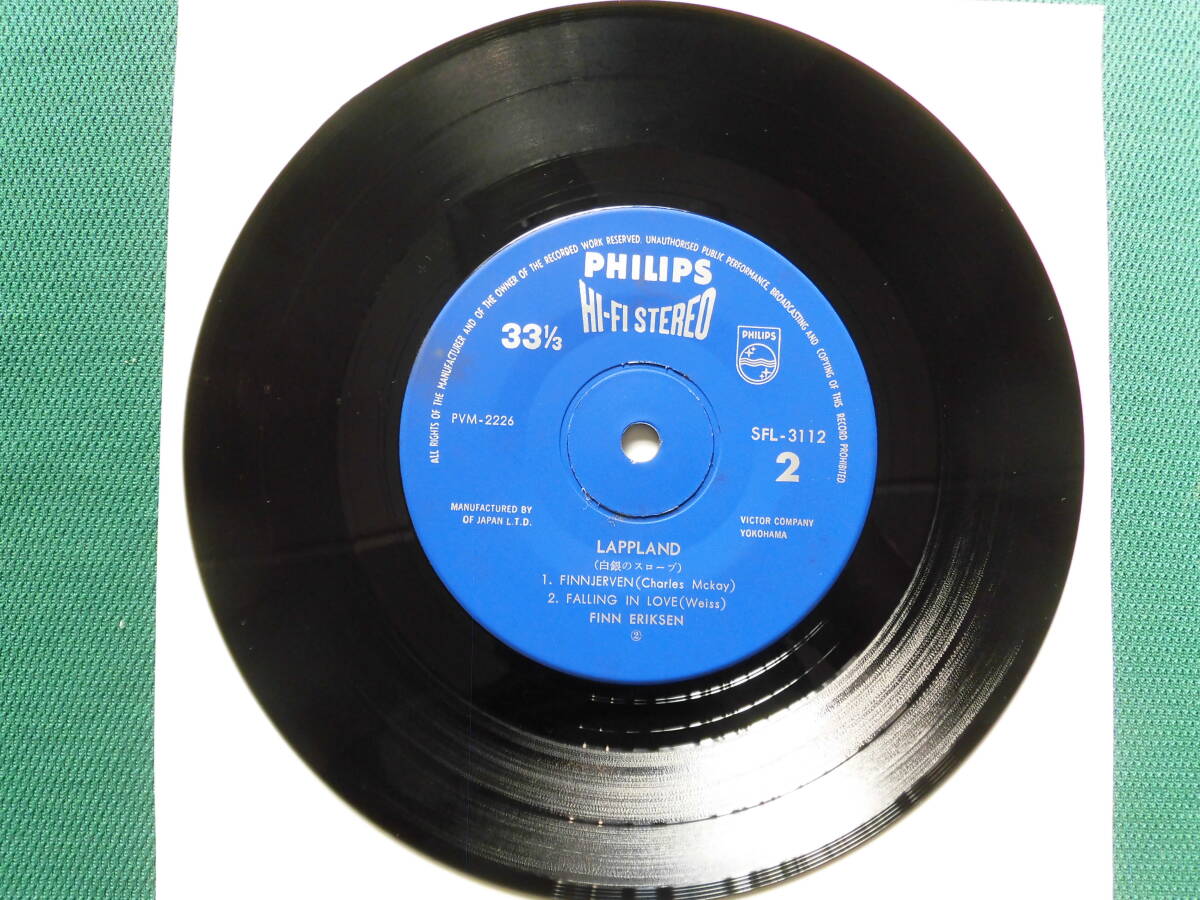 ALL RIGHTS OF THE MANUFACTURER AND OF THE OWNER OF THE RECORDED WORK RESERVED. UNAUTHORISED PUBLIC PERFORMANCE BROADCASTING AND COPYING OF THIS RECORD PROHIBITED
PHILIPS
HI-FI STEREO
33⅓
PHILIPS
PVM-2226
SFL-3112
2
MANUFACTURED BY VICTOR COMPANY
OF JAPAN L.T.D. YOKOHAMA
LAPPLAND
(白銀のスロープ)
1. FINNJERVEN(Charles Mckay)
2. FALLING IN LOVE(Weiss)
FINN ERIKSEN
②